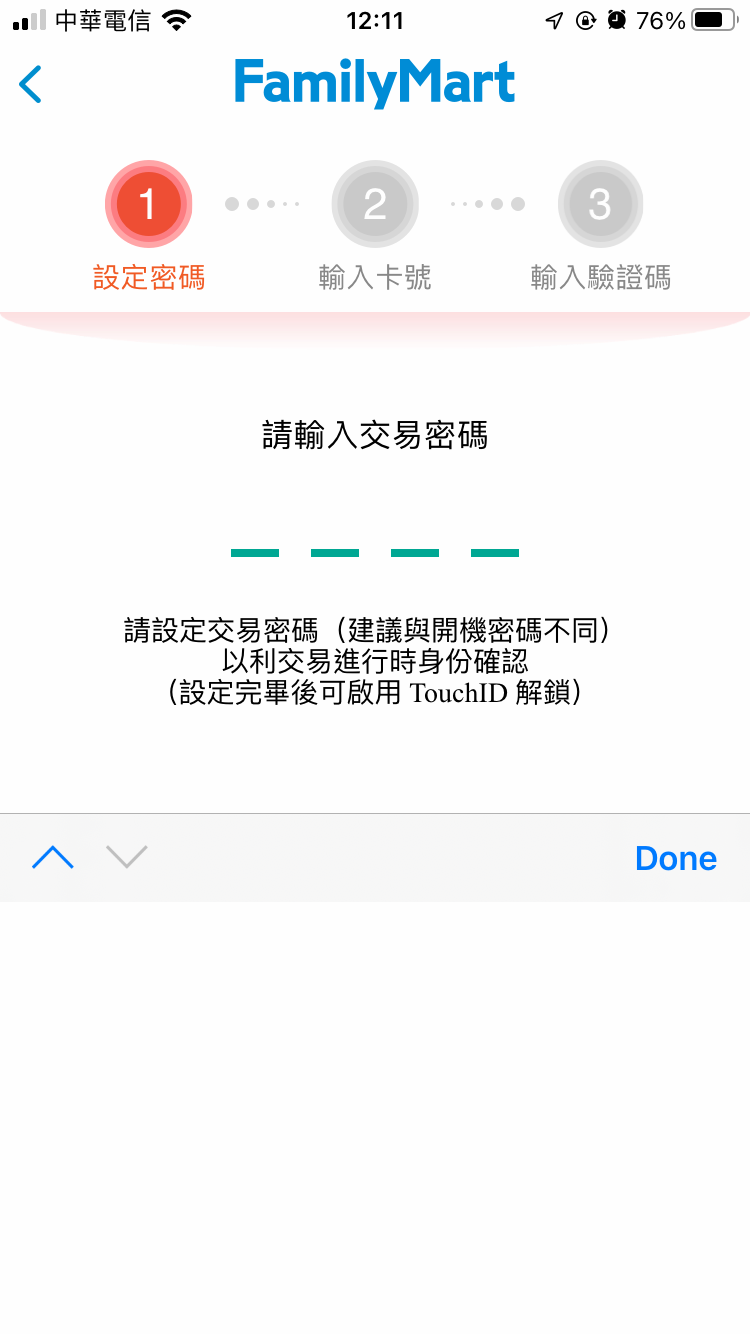 中華電信 12:11 76%
FamilyMart
1 2 3
設定密碼 輸入卡號 輸入驗證碼
請輸入交易密碼
請設定交易密碼（建議與開機密碼不同）
以利交易進行時身份確認
（設定完畢後可啟用 TouchID 解鎖）
Done